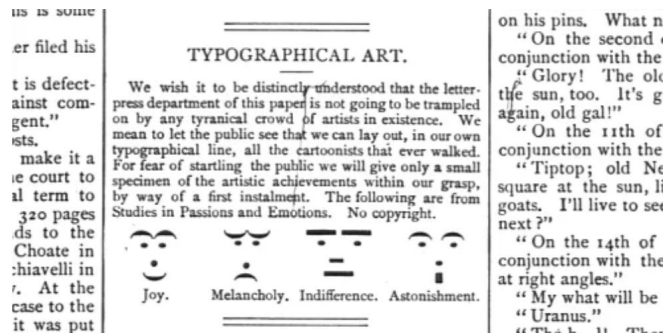 is some
er filed his
t is defect-
ainst com-
gent.”
sts.
make it a
e court to
al term to
320 pages
ds to the
Choate in
chiavelli in
At the
case to the
it was put
TYPOGRAPHICAL ART.
We wish it to be distinctly understood that the letter-
press department of this paper is not going to be trampled
on by any tyranical crowd of artists in existence. We
mean to let the public see that we can lay out, in our own
typographical line, all the cartoonists that ever walked.
For fear of startling the public we will give only a small
specimen of the artistic achievements within our grasp,
by way of a first instalment. The following are from
Studies in Passions and Emotions. No copyright.
Joy. Melancholy. Indifference. Astonishment.
on his pins. What n
“ On the second
conjunction with the
“ Glory! The old
the sun, too. It's g
again, old gal!”
“ On the 11th of
conjunction with the
“ Tiptop; old Ne
square at the sun, li
goats. I'll live to see
next ?”
“ On the 14th of
conjunction with the
at right angles.”
“ My what will be
“ Uranus.”